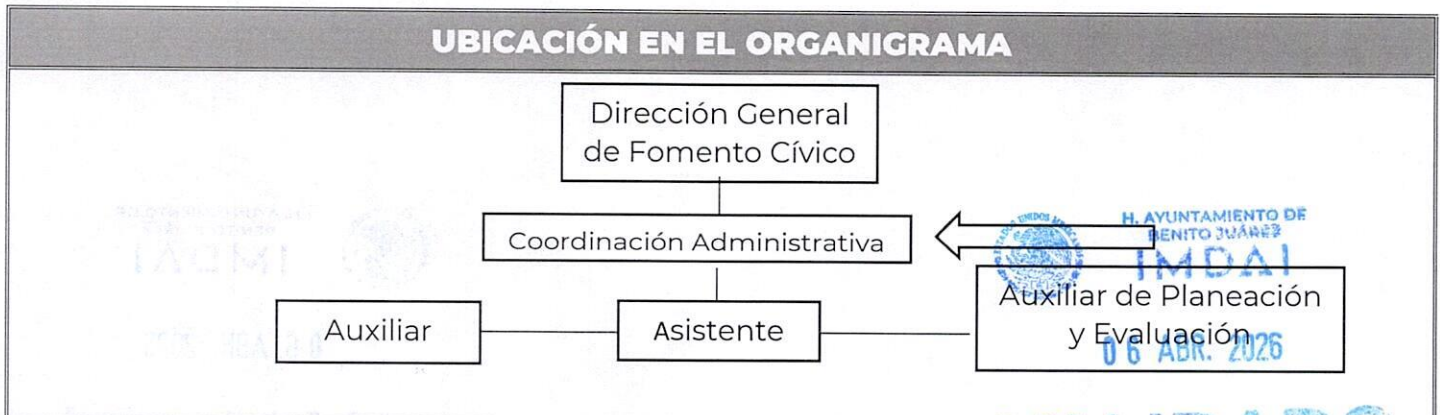 UBICACIÓN EN EL ORGANIGRAMA
Dirección General
de Fomento Cívico
Coordinación Administrativa
H. AYUNTAMIENTO DE
BENITO JUÁREZ
IMDAI
Auxiliar
Asistente
Auxiliar de Planeación
y Evaluación
06 ABR. 2026